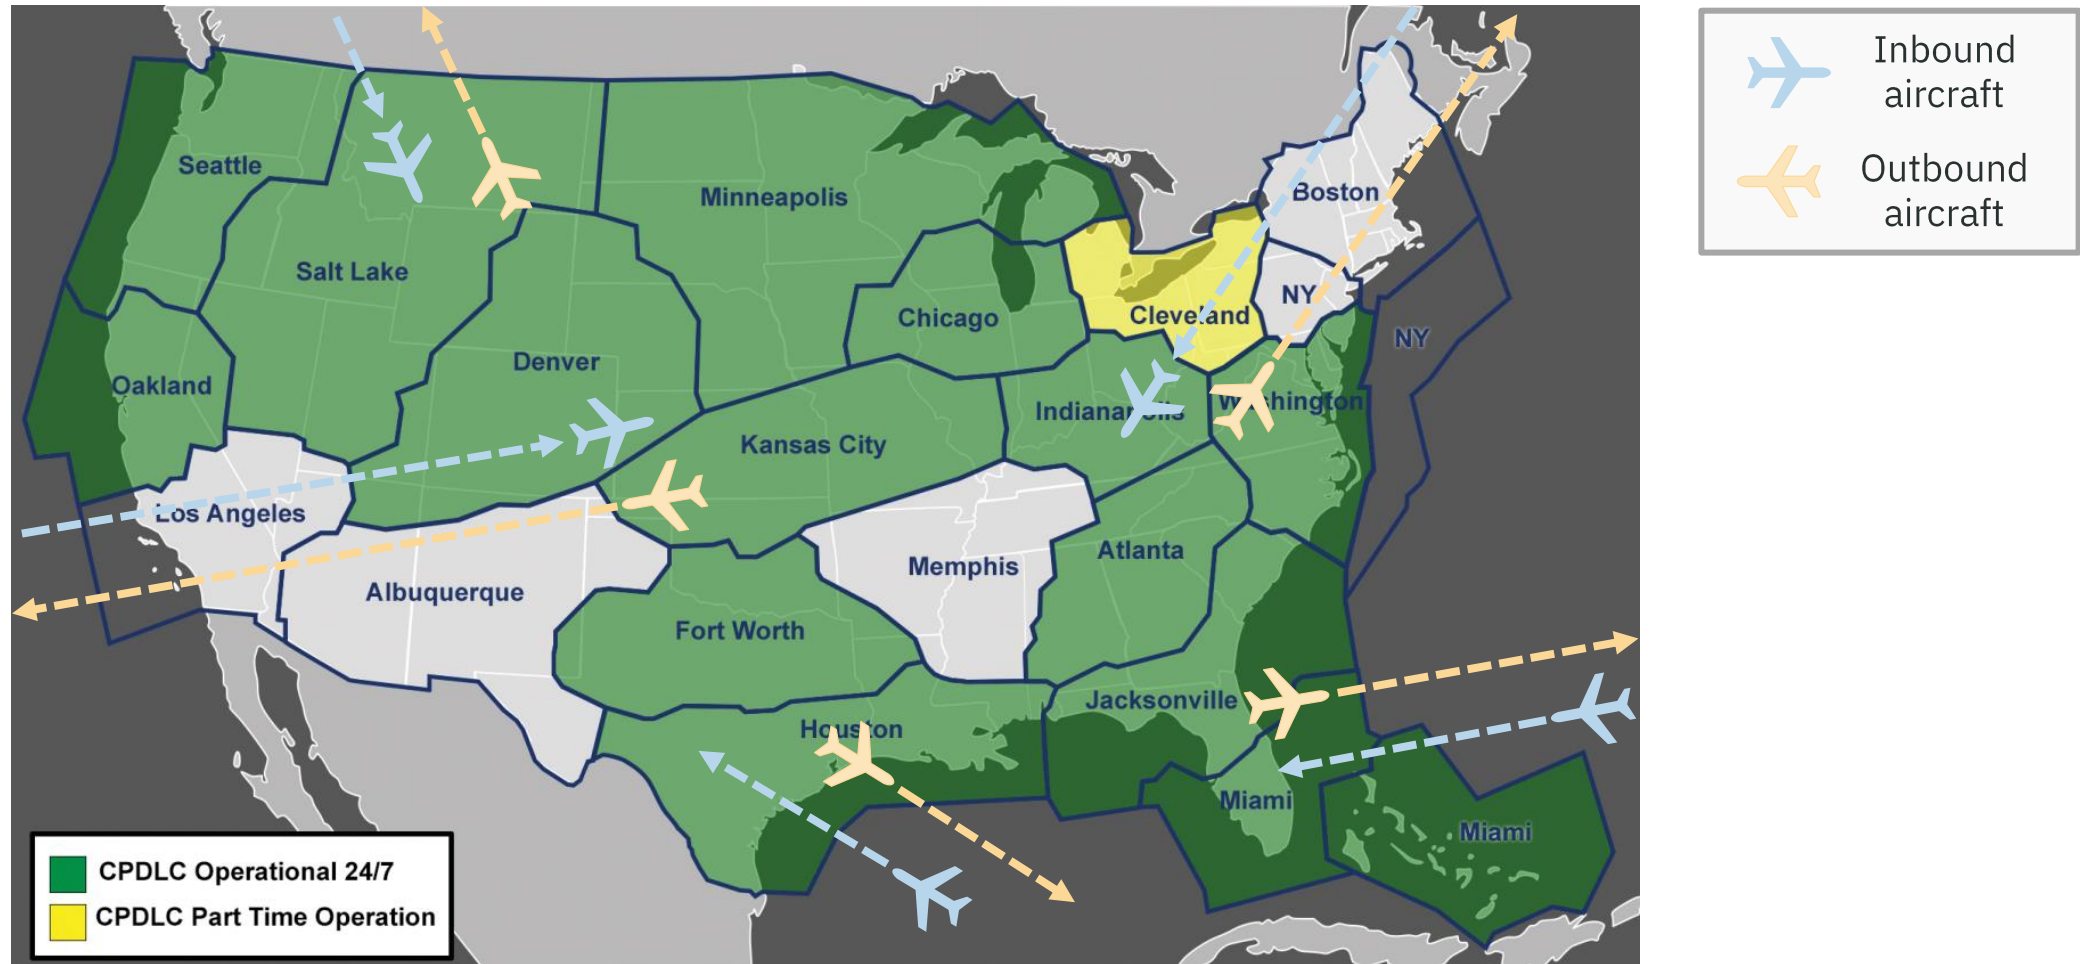 Inbound
aircraft
Outbound
aircraft
Seattle
Minneapolis
Boston
Salt Lake
NY
Chicago
Cleveland
NY
Denver
Oakland
Indianapolis
Washington
Kansas City
Los Angeles
Atlanta
Memphis
Albuquerque
Fort Worth
Jacksonville
Houston
Miami
Miami
CPDLC Operational 24/7
CPDLC Part Time Operation